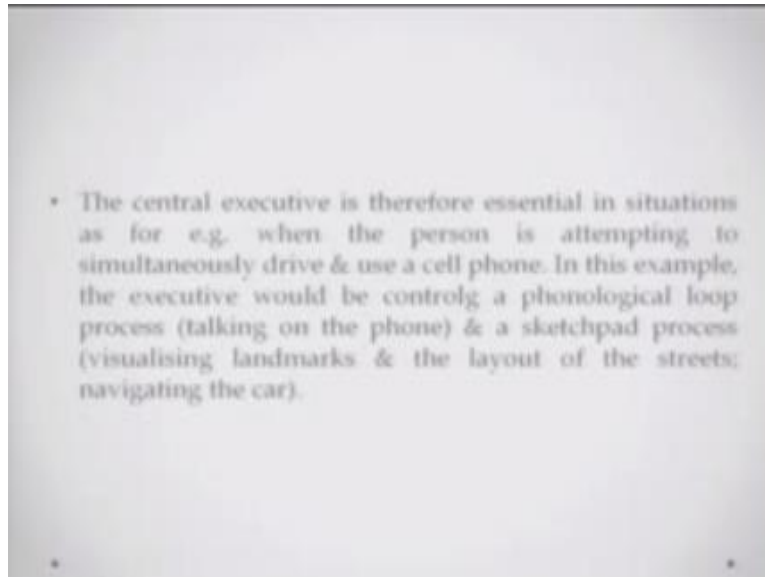 • The central executive is therefore essential in situations
as for e.g. when the person is attempting to
simultaneously drive & use a cell phone. In this example,
the executive would be controlg a phonological loop
process (talking on the phone) & a sketchpad process
(visualising landmarks & the layout of the streets;
navigating the car).